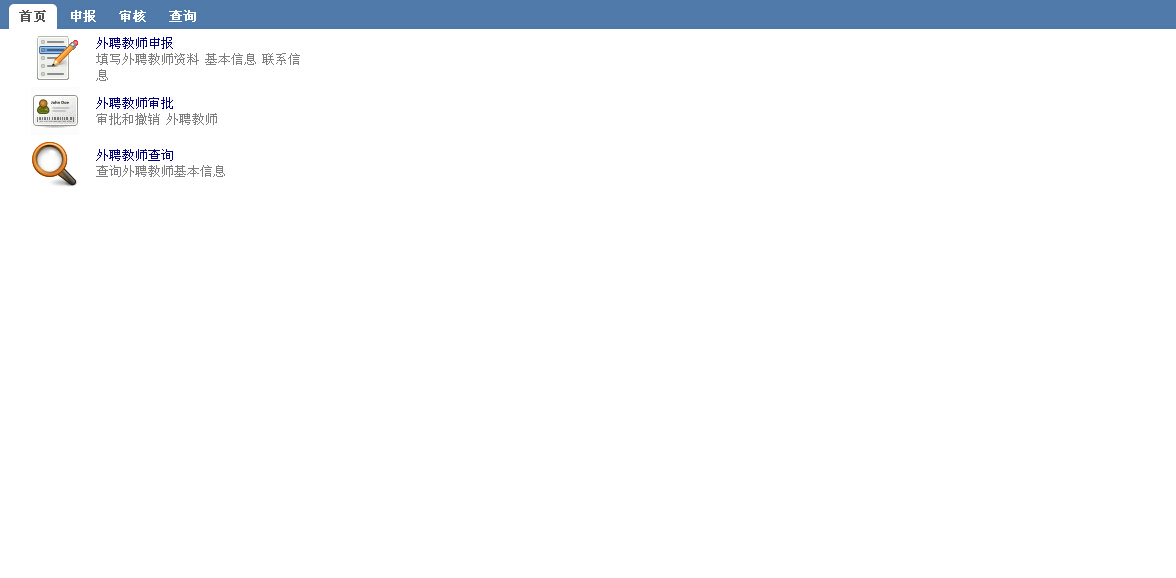 首页 申报 审核 查询
外聘教师申报
填写外聘教师资料 基本信息 联系信
息
外聘教师审批
审批和撤销 外聘教师
John Doe
外聘教师查询
查询外聘教师基本信息